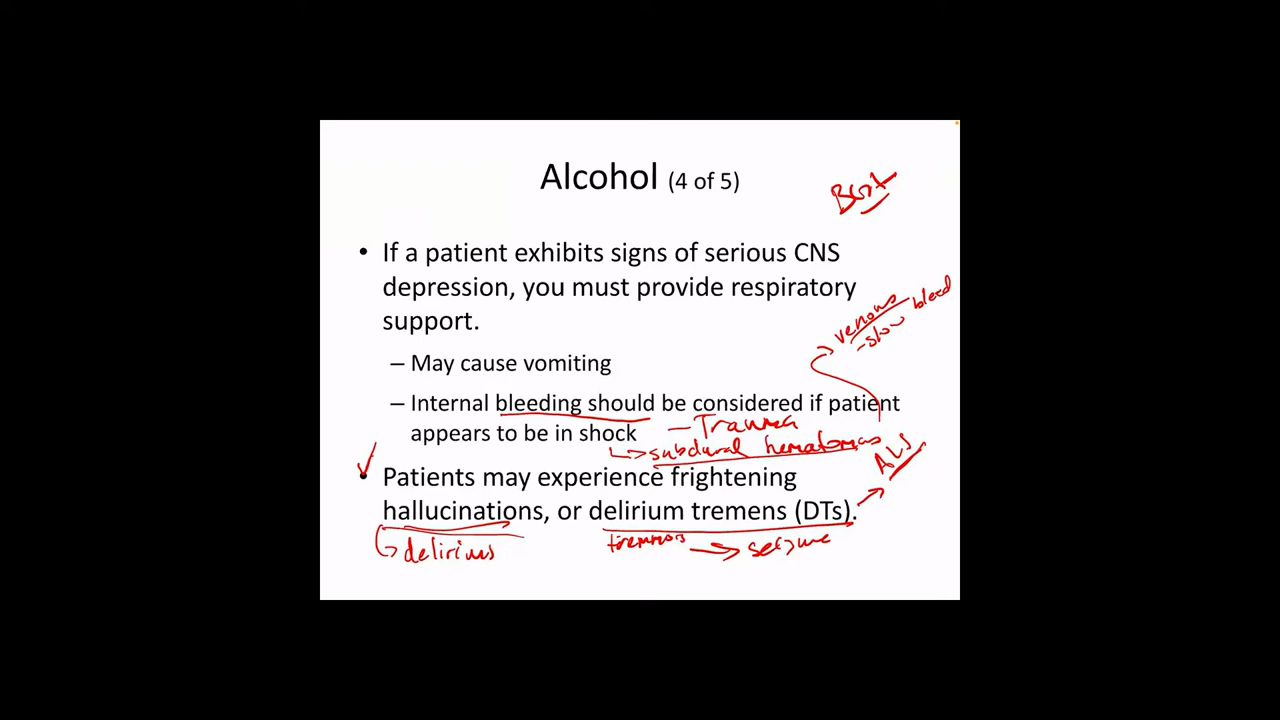 Alcohol (4 of 5)
BGL
• If a patient exhibits signs of serious CNS
depression, you must provide respiratory
support.
venous
-slow bleed
– May cause vomiting
– Internal bleeding should be considered if patient
appears to be in shock
– Trauma
subdural hematomas
ALS
• Patients may experience frightening
hallucinations, or delirium tremens (DTs).
delirious
tremors → seizure